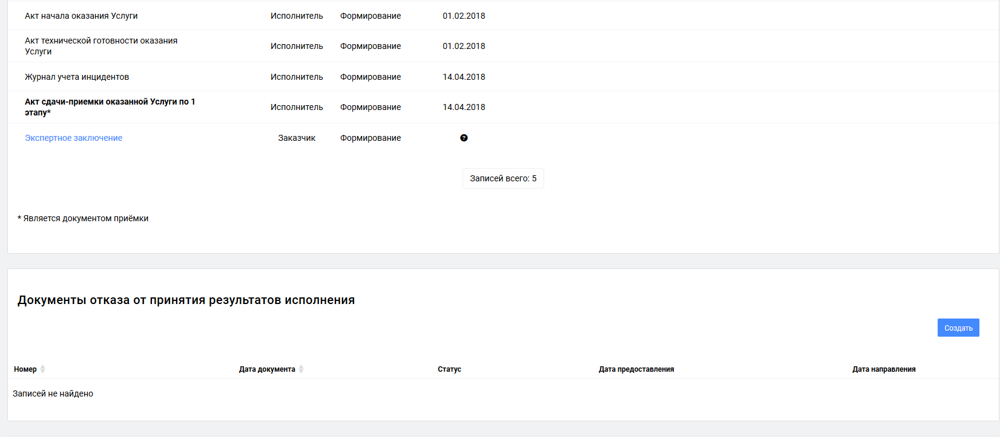 Акт начала оказания Услуги Исполнитель Формирование 01.02.2018
Акт технической готовности оказания
Услуги Исполнитель Формирование 01.02.2018
Журнал учета инцидентов Исполнитель Формирование 14.04.2018
Акт сдачи-приемки оказанной Услуги по 1
этапу* Исполнитель Формирование 14.04.2018
Экспертное заключение Заказчик Формирование ?
Записей всего: 5
* Является документом приёмки
Документы отказа от принятия результатов исполнения
Создать
Номер Дата документа Статус Дата предоставления Дата направления
Записей не найдено